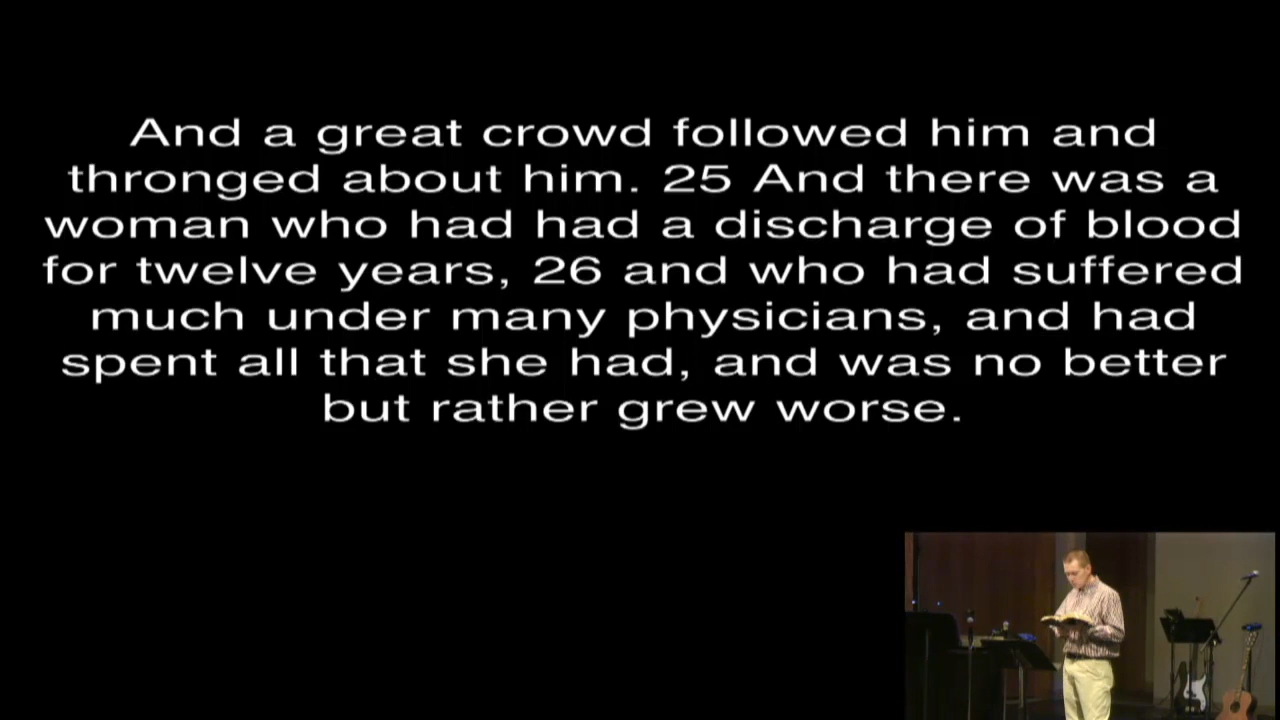 And a great crowd followed him and
thronged about him. 25 And there was a
woman who had had a discharge of blood
for twelve years, 26 and who had suffered
much under many physicians, and had
spent all that she had, and was no better
but rather grew worse.